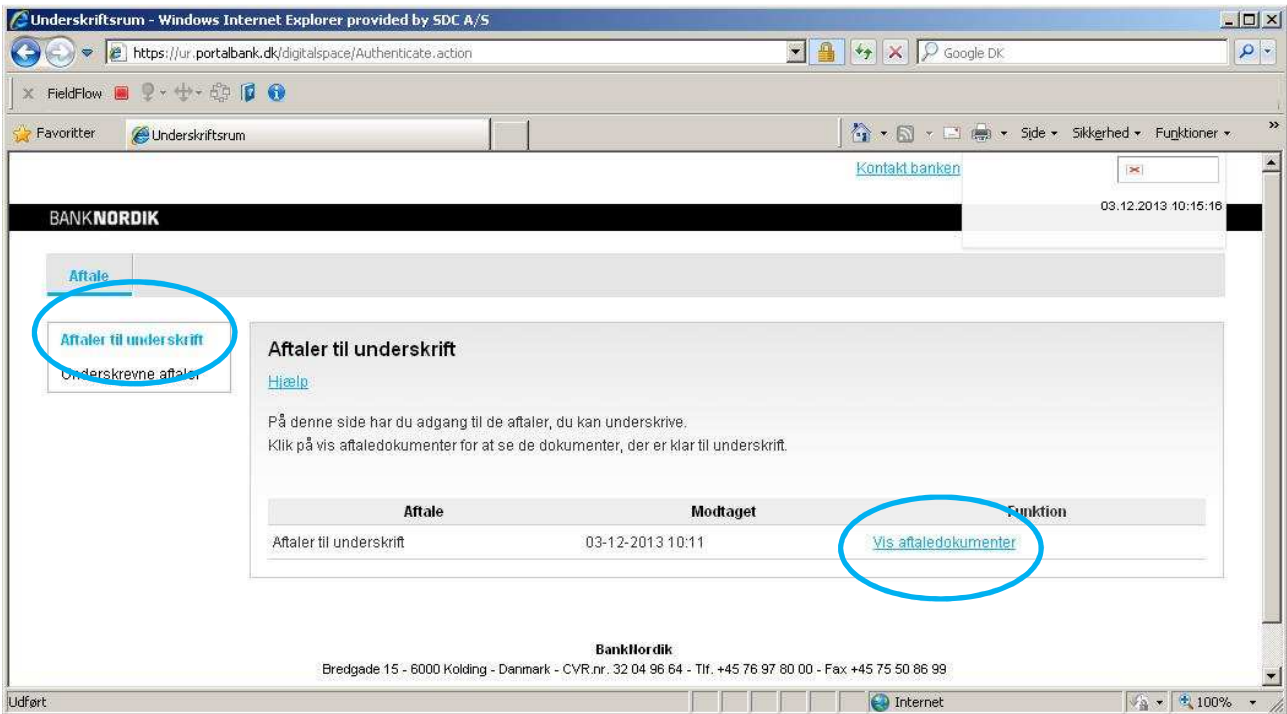 Underskriftsrum - Windows Internet Explorer provided by SDC A/S
https://ur.portalbank.dk/digitalspace/Authenticate.action
Google DK
x FieldFlow
Favoritter
Underskriftsrum
Side
Sikkerhed
Funktioner
Kontakt banken
03.12.2013 10:15:16
BANKNORDIK
Aftale
Aftaler til underskrift
Underskrevne aftaler
Aftaler til underskrift
Hjælp
På denne side har du adgang til de aftaler, du kan underskrive.
Klik på vis aftaledokumenter for at se de dokumenter, der er klar til underskrift.
Aftale Modtaget Funktion
Aftaler til underskrift 03-12-2013 10:11 Vis aftaledokumenter
BankNordik
Bredgade 15 - 6000 Kolding - Danmark - CVR.nr. 32 04 96 64 - Tlf. +45 76 97 80 00 - Fax +45 75 50 86 99
Udført
Internet
100%